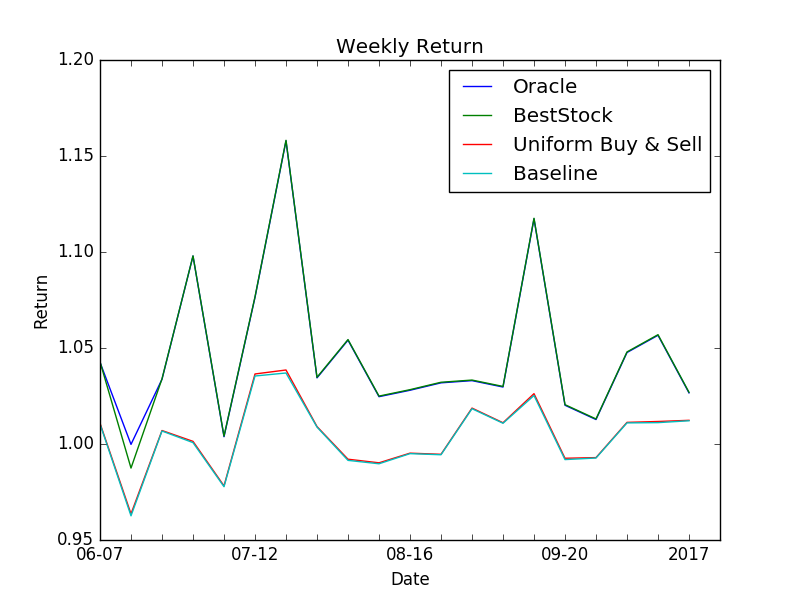 Weekly Return
Oracle
BestStock
Uniform Buy & Sell
Baseline
1.20
1.15
1.10
1.05
1.00
0.95
Return
06-07 07-12 08-16 09-20 2017
Date